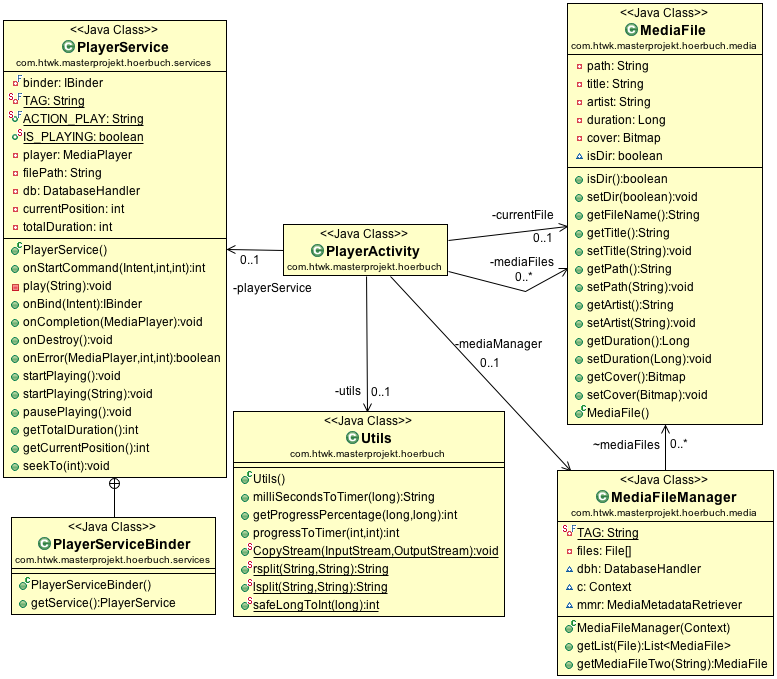 <<Java Class>>
PlayerService
com.htwk.masterprojekt.hoerbuch.services
binder: IBinder
TAG: String
ACTION_PLAY: String
IS_PLAYING: boolean
player: MediaPlayer
filePath: String
db: DatabaseHandler
currentPosition: int
totalDuration: int
PlayerService()
onStartCommand(Intent,int,int):int
play(String):void
onBind(Intent):IBinder
onCompletion(MediaPlayer):void
onDestroy():void
onError(MediaPlayer,int,int):boolean
startPlaying():void
startPlaying(String):void
pausePlaying():void
getTotalDuration():int
getCurrentPosition():int
seekTo(int):void
<<Java Class>>
PlayerServiceBinder
com.htwk.masterprojekt.hoerbuch.services
PlayerServiceBinder()
getService():PlayerService
<<Java Class>>
PlayerActivity
com.htwk.masterprojekt.hoerbuch
0..1
-playerService
-currentFile
0..1
-mediaFiles
0..*
-mediaManager
0..1
-utils
0..1
<<Java Class>>
Utils
com.htwk.masterprojekt.hoerbuch
Utils()
milliSecondsToTimer(long):String
getProgressPercentage(long,long):int
progressToTimer(int,int):int
CopyStream(InputStream,OutputStream):void
rsplit(String,String):String
lsplit(String,String):String
safeLongToInt(long):int
<<Java Class>>
MediaFile
com.htwk.masterprojekt.hoerbuch.media
path: String
title: String
artist: String
duration: Long
cover: Bitmap
isDir: boolean
isDir():boolean
setDir(boolean):void
getFileName():String
getTitle():String
setTitle(String):void
getPath():String
setPath(String):void
getArtist():String
setArtist(String):void
getDuration():Long
setDuration(Long):void
getCover():Bitmap
setCover(Bitmap):void
MediaFile()
~mediaFiles
0..*
<<Java Class>>
MediaFileManager
com.htwk.masterprojekt.hoerbuch.media
TAG: String
files: File[]
dbh: DatabaseHandler
c: Context
mmr: MediaMetadataRetriever
MediaFileManager(Context)
getList(File):List<MediaFile>
getMediaFileTwo(String):MediaFile